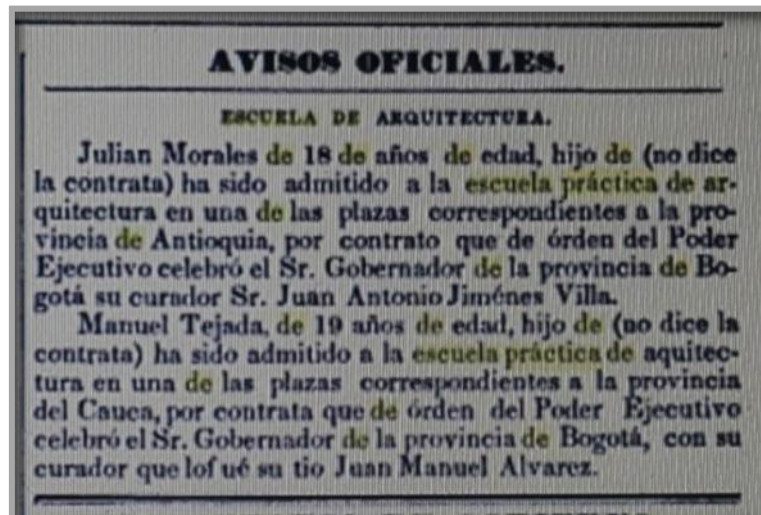 AVISOS OFICIALES.
ESCUELA DE ARQUITECTURA.
Julian Morales de 18 de años de edad, hijo de (no dice
la contrata) ha sido admitido a la escuela práctica de ar-
quitectura en una de las plazas correspondientes a la pro-
vincia de Antioquia, por contrato que de órden del Poder
Ejecutivo celebró el Sr. Gobernador de la provincia de Bo-
gotá su curador Sr. Juan Antonio Jiménes Villa.
Manuel Tejada, de 19 años de edad, hijo de (no dice la
contrata) ha sido admitido a la escuela práctica de aquitec-
tura en una de las plazas correspondientes a la provincia
del Cauca, por contrata que de órden del Poder Ejecutivo
celebró el Sr. Gobernador de la provincia de Bogotá, con su
curador que lof ué su tio Juan Manuel Alvarez.